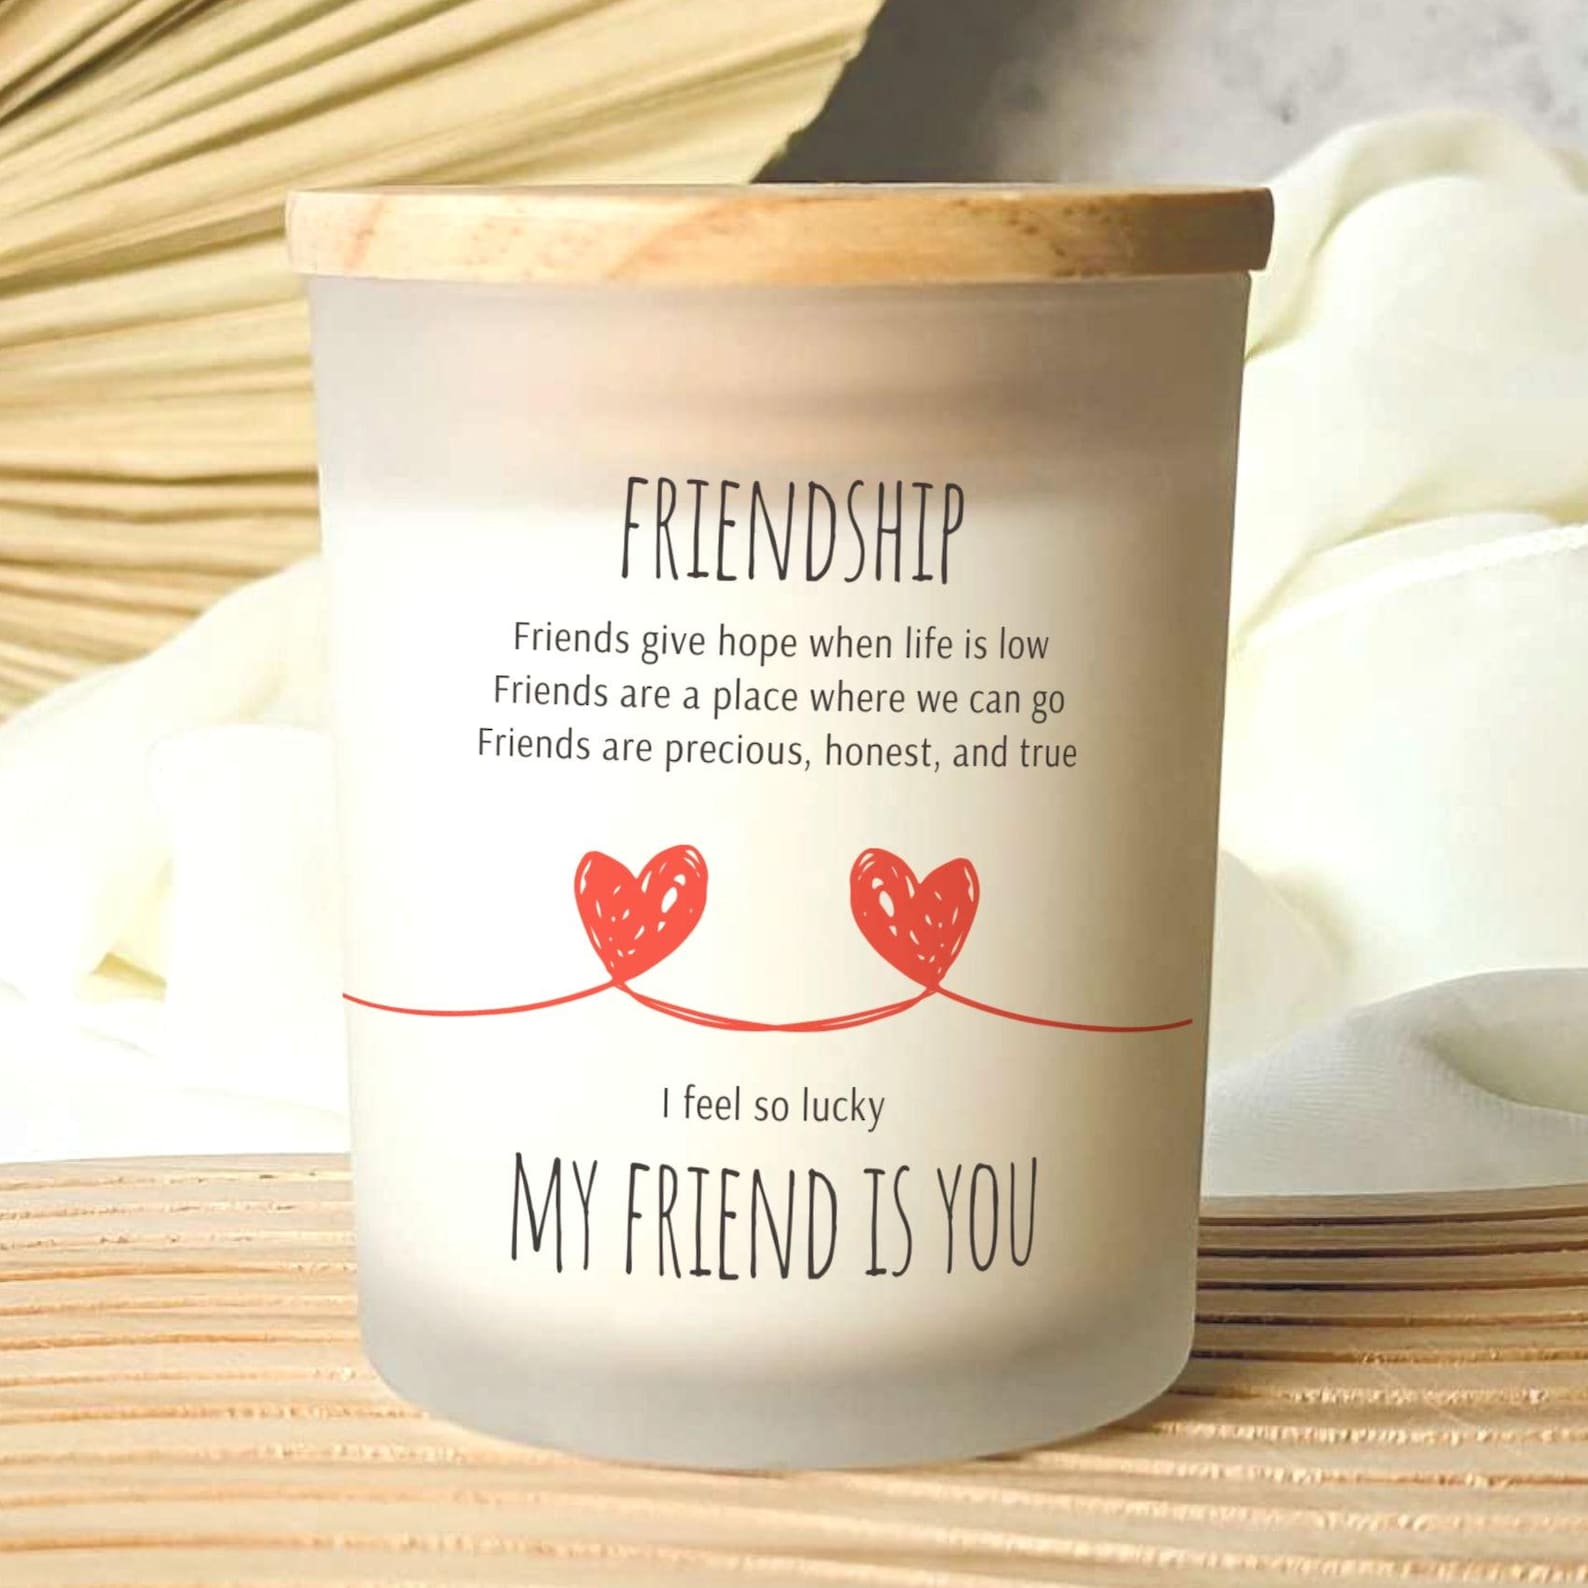 FRIENDSHIP
Friends give hope when life is low
Friends are a place where we can go
Friends are precious, honest, and true
I feel so lucky
MY FRIEND IS YOU